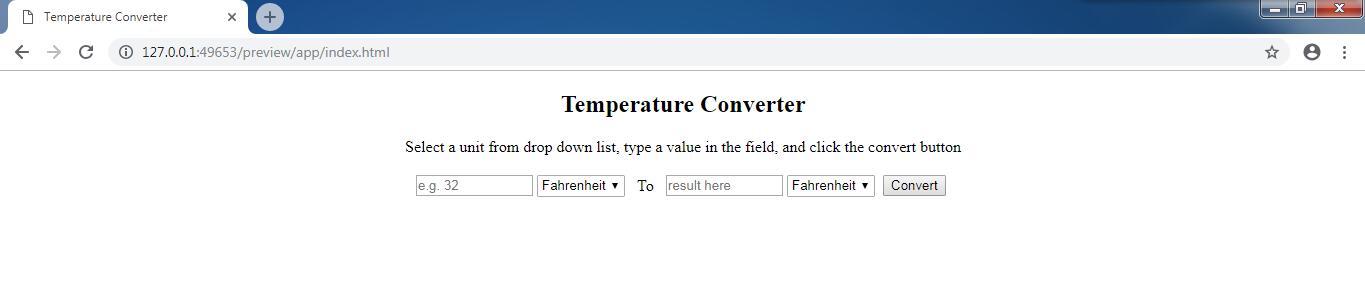 Temperature Converter
127.0.0.1:49653/preview/app/index.html
Temperature Converter
Select a unit from drop down list, type a value in the field, and click the convert button
e.g. 32 Fahrenheit To result here Fahrenheit Convert